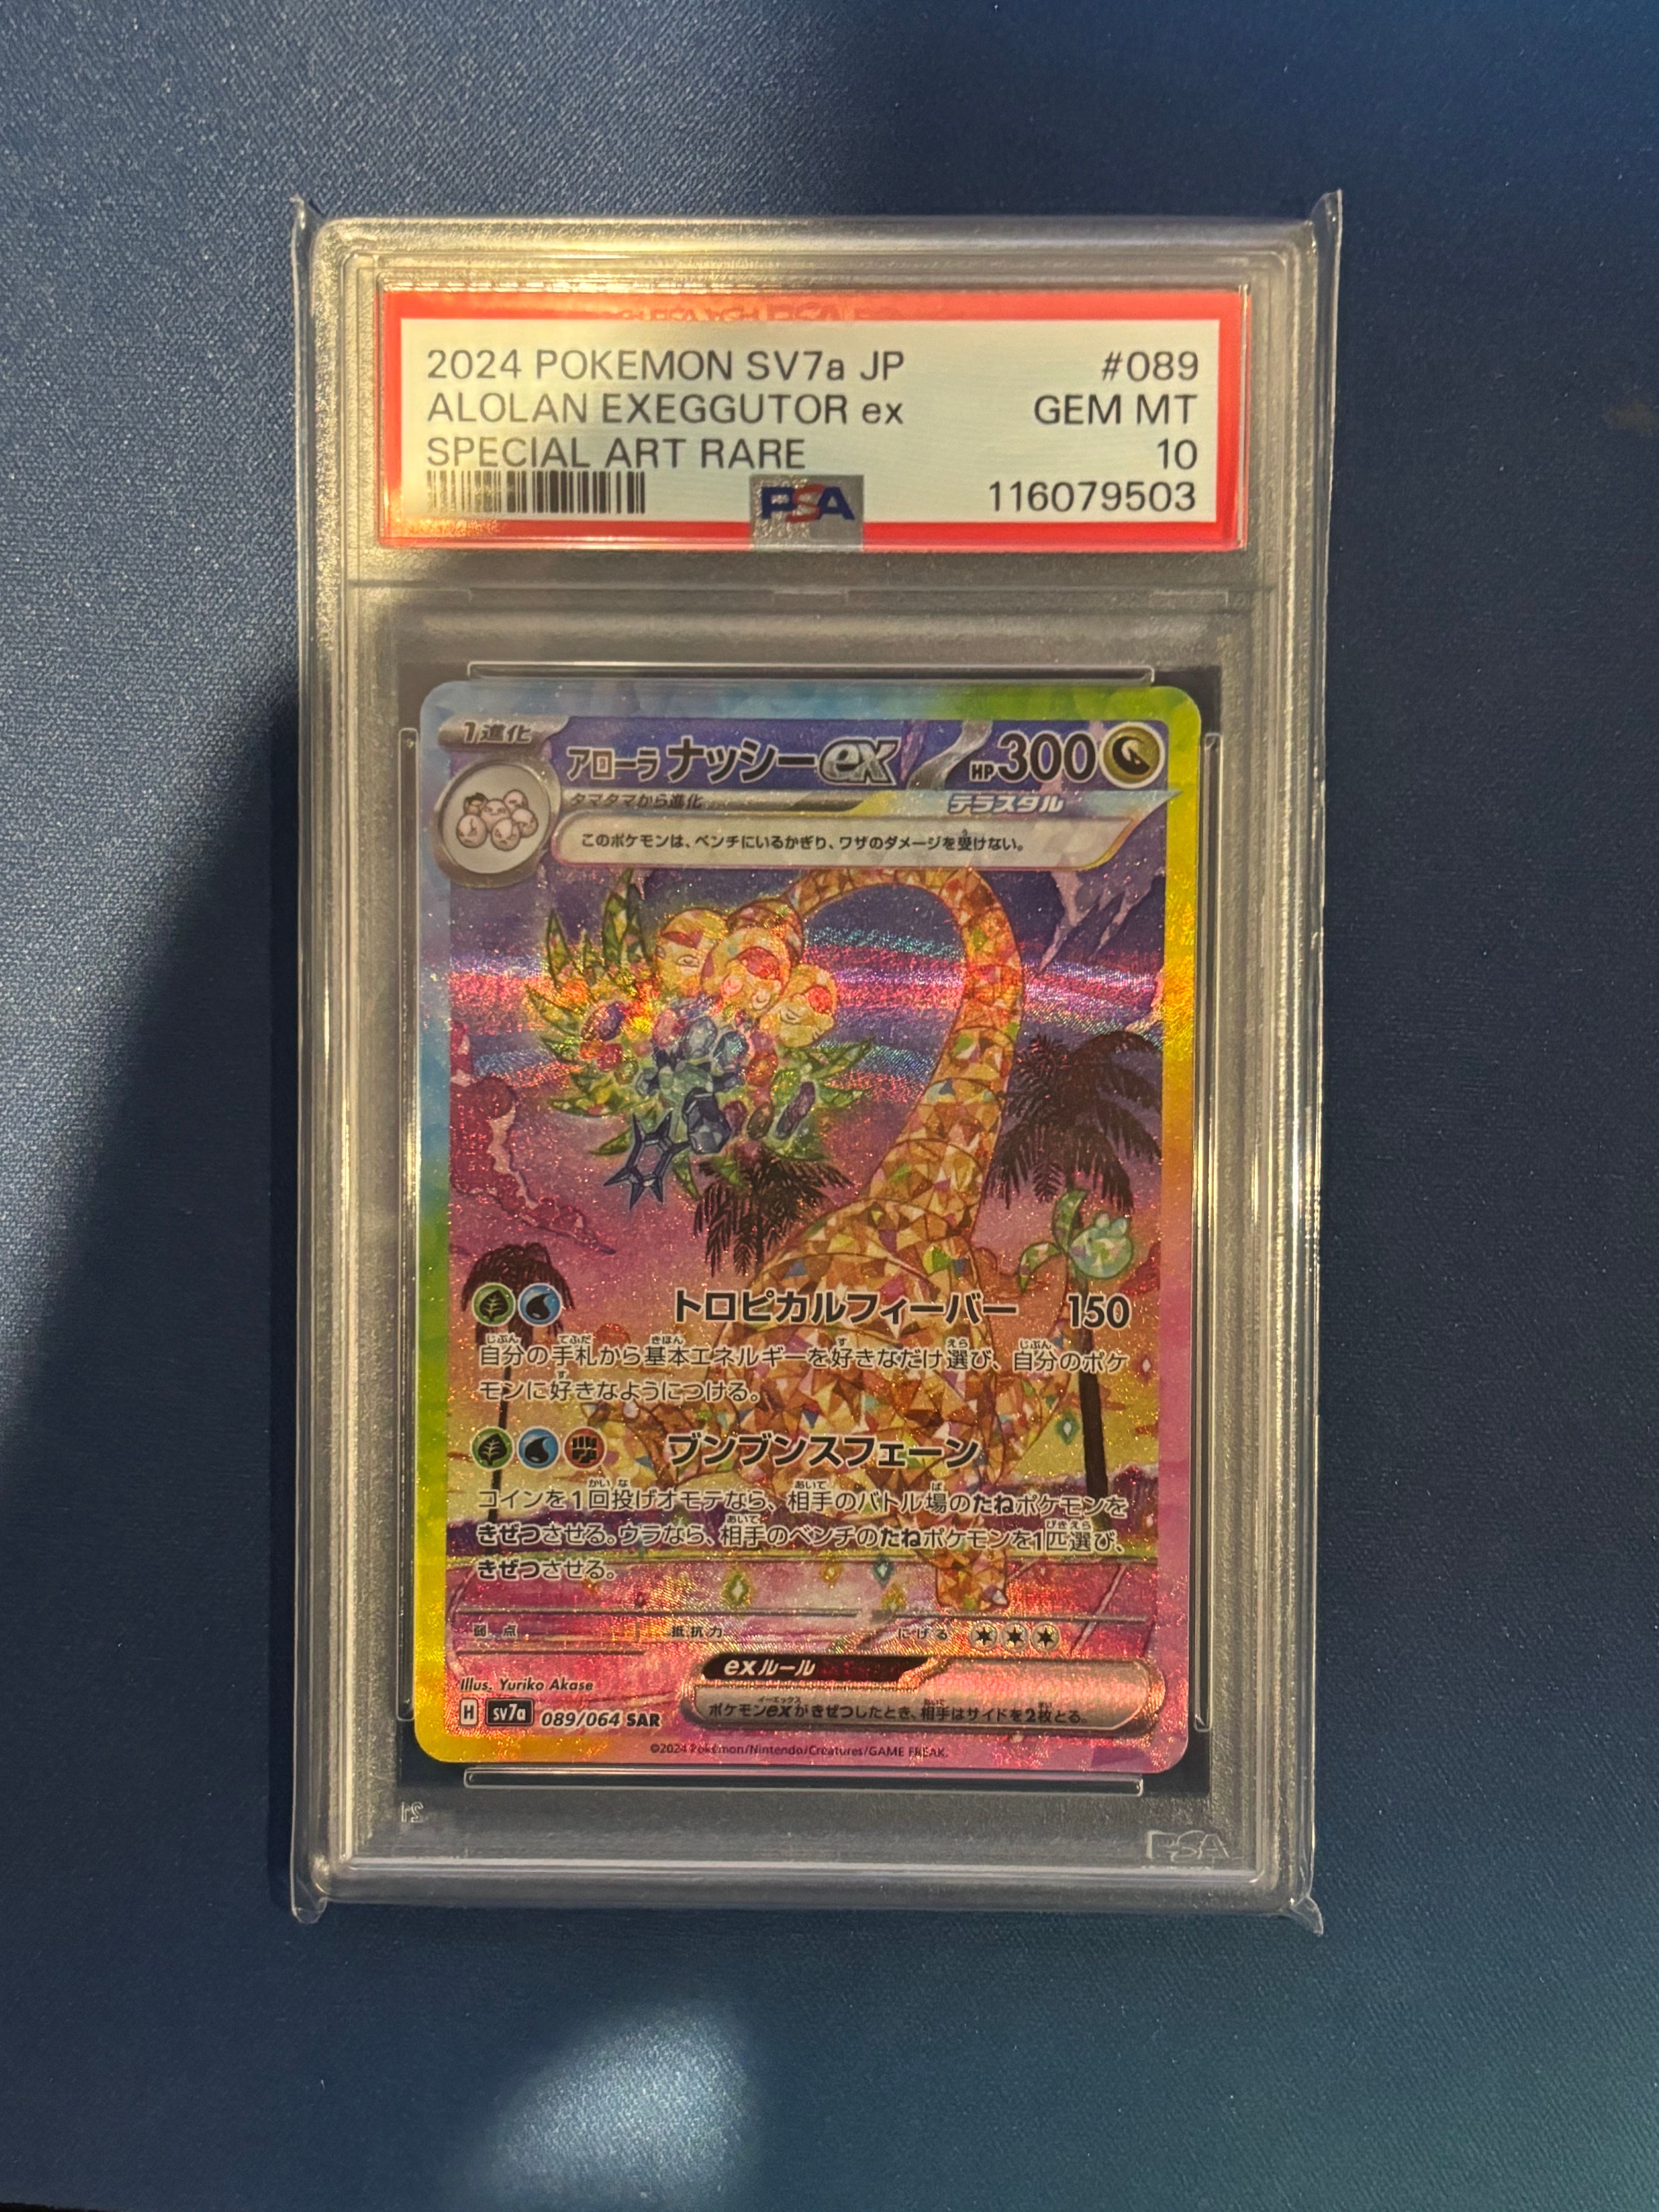 2024 POKEMON SV7a JP #089
ALOLAN EXEGGUTOR ex GEM MT
SPECIAL ART RARE 10
PSA 116079503
1進化
アローラナッシーex HP300
タマタマから進化 テラスタル
このポケモンは、ベンチにいるかぎり、ワザのダメージを受けない。
トロピカルフィーバー 150
自分の手札から基本エネルギーを好きなだけ選び、自分のポケ
モンに好きなようにつける。
ブンブンスフェーン
コインを1回投げオモテなら、相手のバトル場のたねポケモンを
きぜつさせる。ウラなら、相手のベンチのたねポケモンを1匹選び、
きぜつさせる。
弱点 抵抗力 にげる
exルール
ポケモンexがきぜつしたとき、相手はサイドを2枚とる。
Illus. Yuriko Akase
H sv7a 089/064 SAR
©2024 Pokémon/Nintendo/Creatures/GAME FREAK.
PSA